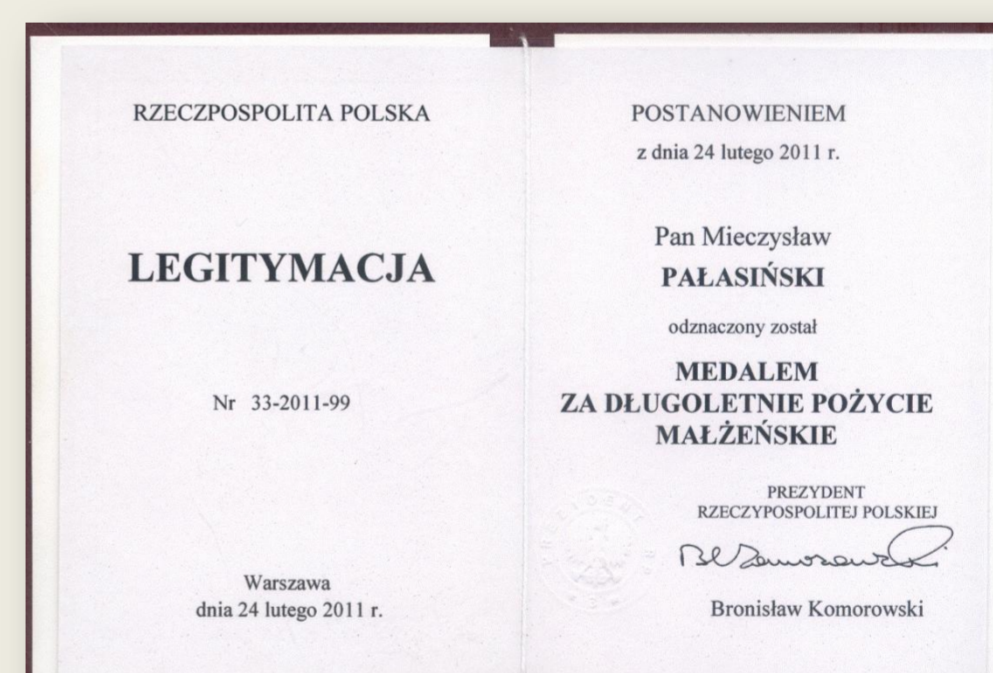 RZECZPOSPOLITA POLSKA
LEGITYMACJA
Nr 33-2011-99
Warszawa
dnia 24 lutego 2011 r.
POSTANOWIENIEM
z dnia 24 lutego 2011 r.
Pan Mieczysław
PAŁASIŃSKI
odznaczony został
MEDALEM
ZA DŁUGOLETNIE POŻYCIE
MAŁŻEŃSKIE
PREZYDENT
RZECZYPOSPOLITEJ POLSKIEJ
Bronisław Komorowski